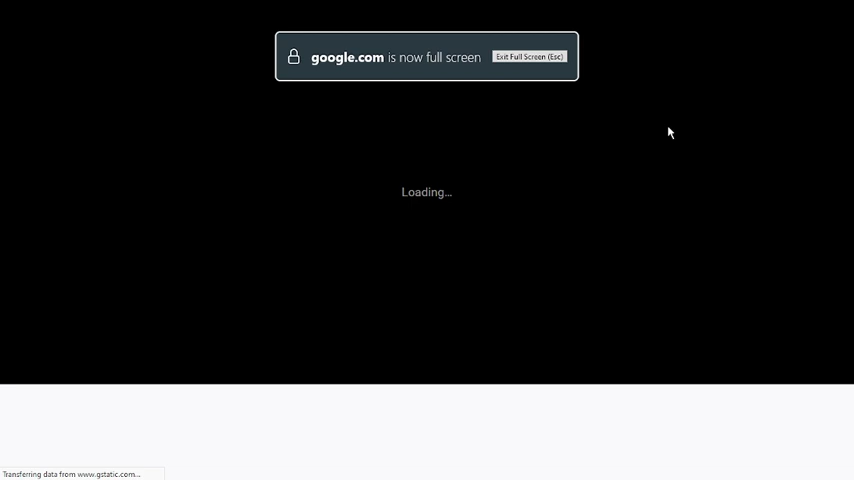 google.com is now full screen Exit Full Screen (Esc)
Loading...
Transferring data from www.gstatic.com...